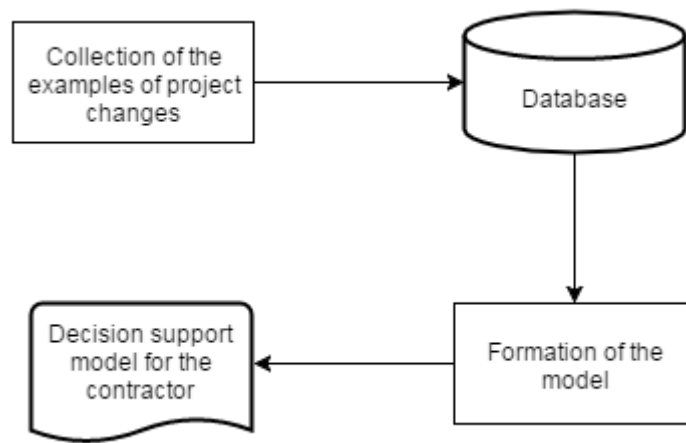 Collection of the
examples of project
changes
Database
Decision support
model for the
contractor
Formation of the
model